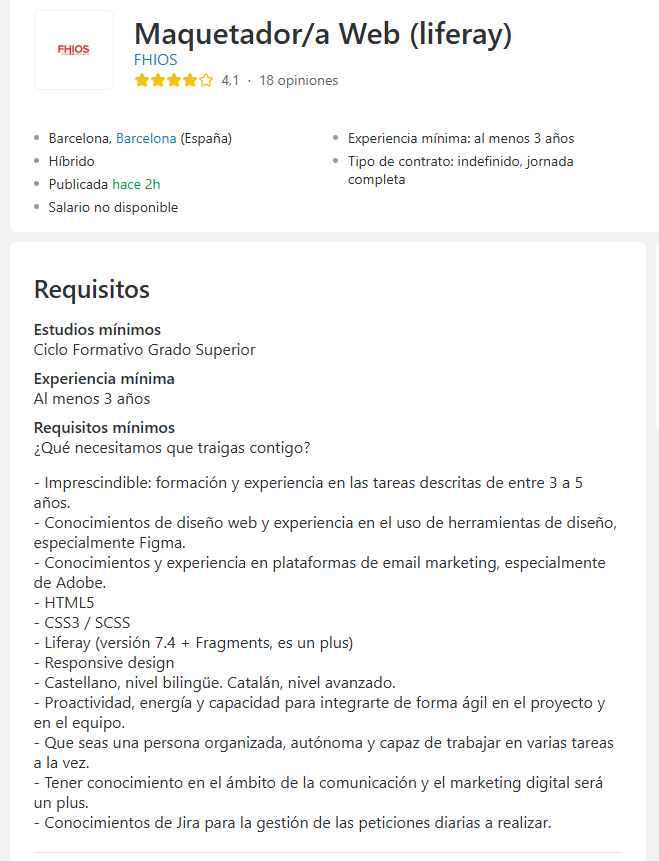 FHIOS
Maquetador/a Web (liferay)
FHIOS
4,1 · 18 opiniones
Barcelona, Barcelona (España)
Híbrido
Publicada hace 2h
Salario no disponible
Experiencia mínima: al menos 3 años
Tipo de contrato: indefinido, jornada
completa
Requisitos
Estudios mínimos
Ciclo Formativo Grado Superior
Experiencia mínima
Al menos 3 años
Requisitos mínimos
¿Qué necesitamos que traigas contigo?
- Imprescindible: formación y experiencia en las tareas descritas de entre 3 a 5
años.
- Conocimientos de diseño web y experiencia en el uso de herramientas de diseño,
especialmente Figma.
- Conocimientos y experiencia en plataformas de email marketing, especialmente
de Adobe.
- HTML5
- CSS3 / SCSS
- Liferay (versión 7.4 + Fragments, es un plus)
- Responsive design
- Castellano, nivel bilingüe. Catalán, nivel avanzado.
- Proactividad, energía y capacidad para integrarte de forma ágil en el proyecto y
en el equipo.
- Que seas una persona organizada, autónoma y capaz de trabajar en varias tareas
a la vez.
- Tener conocimiento en el ámbito de la comunicación y el marketing digital será
un plus.
- Conocimientos de Jira para la gestión de las peticiones diarias a realizar.